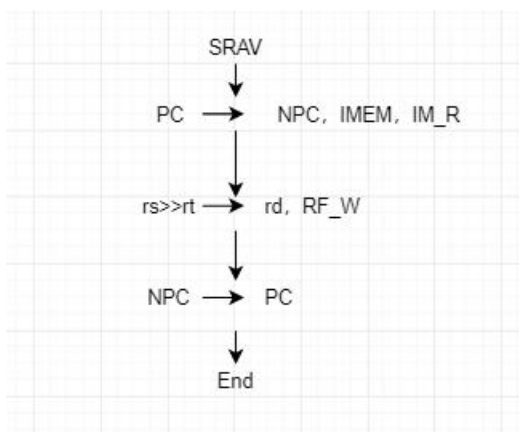 SRAV
PC → NPC, IMEM, IM_R
rs>>rt → rd, RF_W
NPC → PC
End